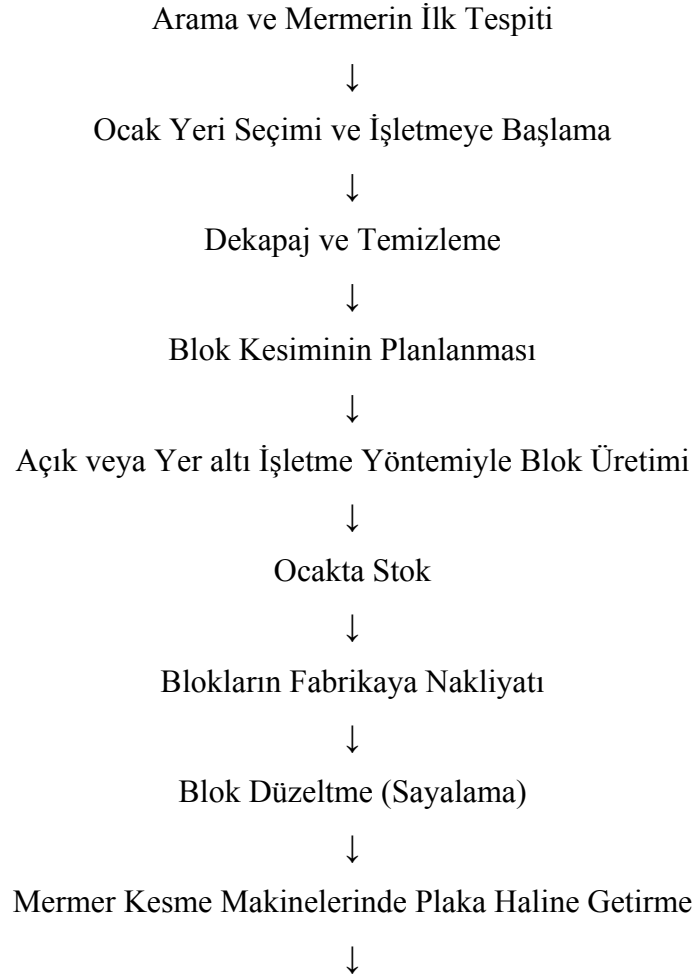 Arama ve Mermerin İlk Tespiti
↓
Ocak Yeri Seçimi ve İşletmeye Başlama
↓
Dekapaj ve Temizleme
↓
Blok Kesiminin Planlanması
↓
Açık veya Yer altı İşletme Yöntemiyle Blok Üretimi
↓
Ocakta Stok
↓
Blokların Fabrikaya Nakliyatı
↓
Blok Düzeltme (Sayalama)
↓
Mermer Kesme Makinelerinde Plaka Haline Getirme
↓